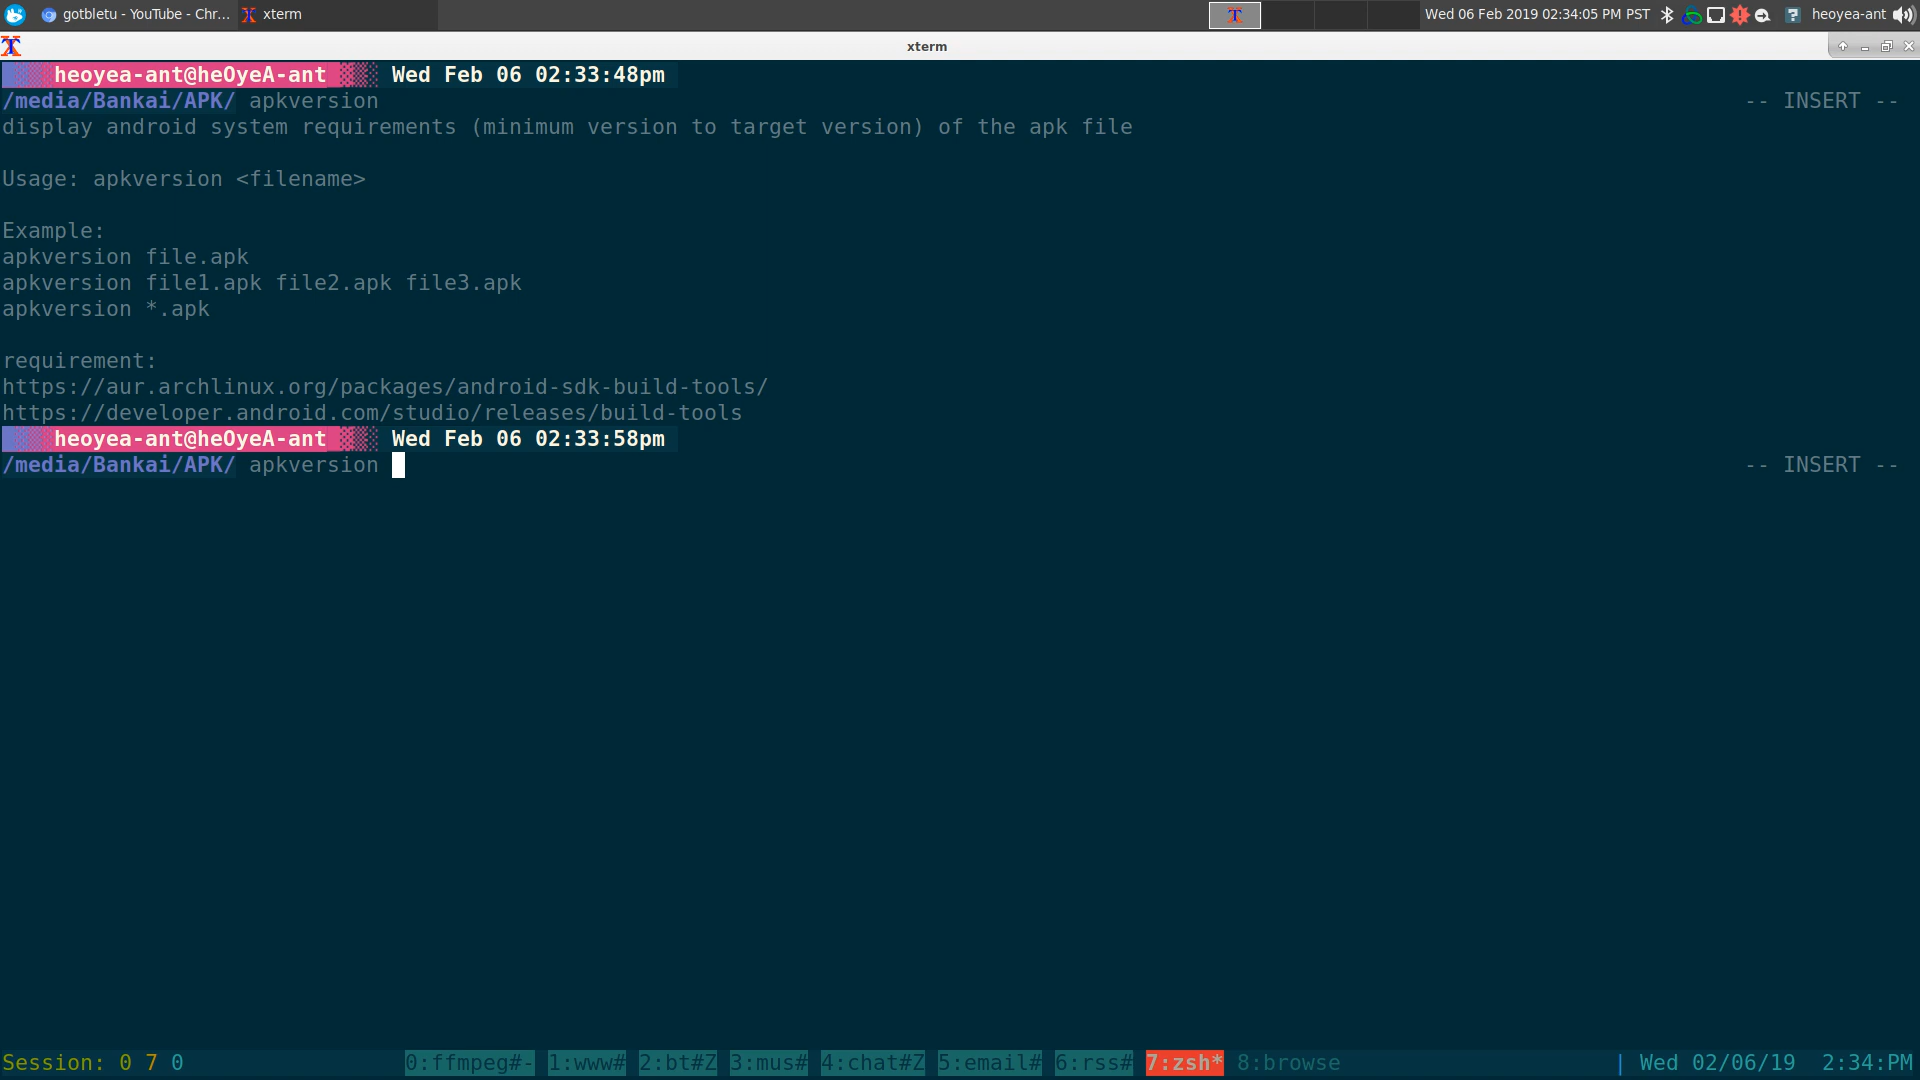 gotbletu - YouTube - Chr... xterm Wed 06 Feb 2019 02:34:05 PM PST heoyea-ant
xterm
heoyea-ant@heOyeA-ant Wed Feb 06 02:33:48pm
/media/Bankai/APK/ apkversion -- INSERT --
display android system requirements (minimum version to target version) of the apk file
Usage: apkversion <filename>
Example:
apkversion file.apk
apkversion file1.apk file2.apk file3.apk
apkversion *.apk
requirement:
https://aur.archlinux.org/packages/android-sdk-build-tools/
https://developer.android.com/studio/releases/build-tools
heoyea-ant@heOyeA-ant Wed Feb 06 02:33:58pm
/media/Bankai/APK/ apkversion -- INSERT --
Session: 0 7 0 0:ffmpeg#- 1:www# 2:bt#Z 3:mus# 4:chat#Z 5:email# 6:rss# 7:zsh* 8:browse | Wed 02/06/19 2:34:PM